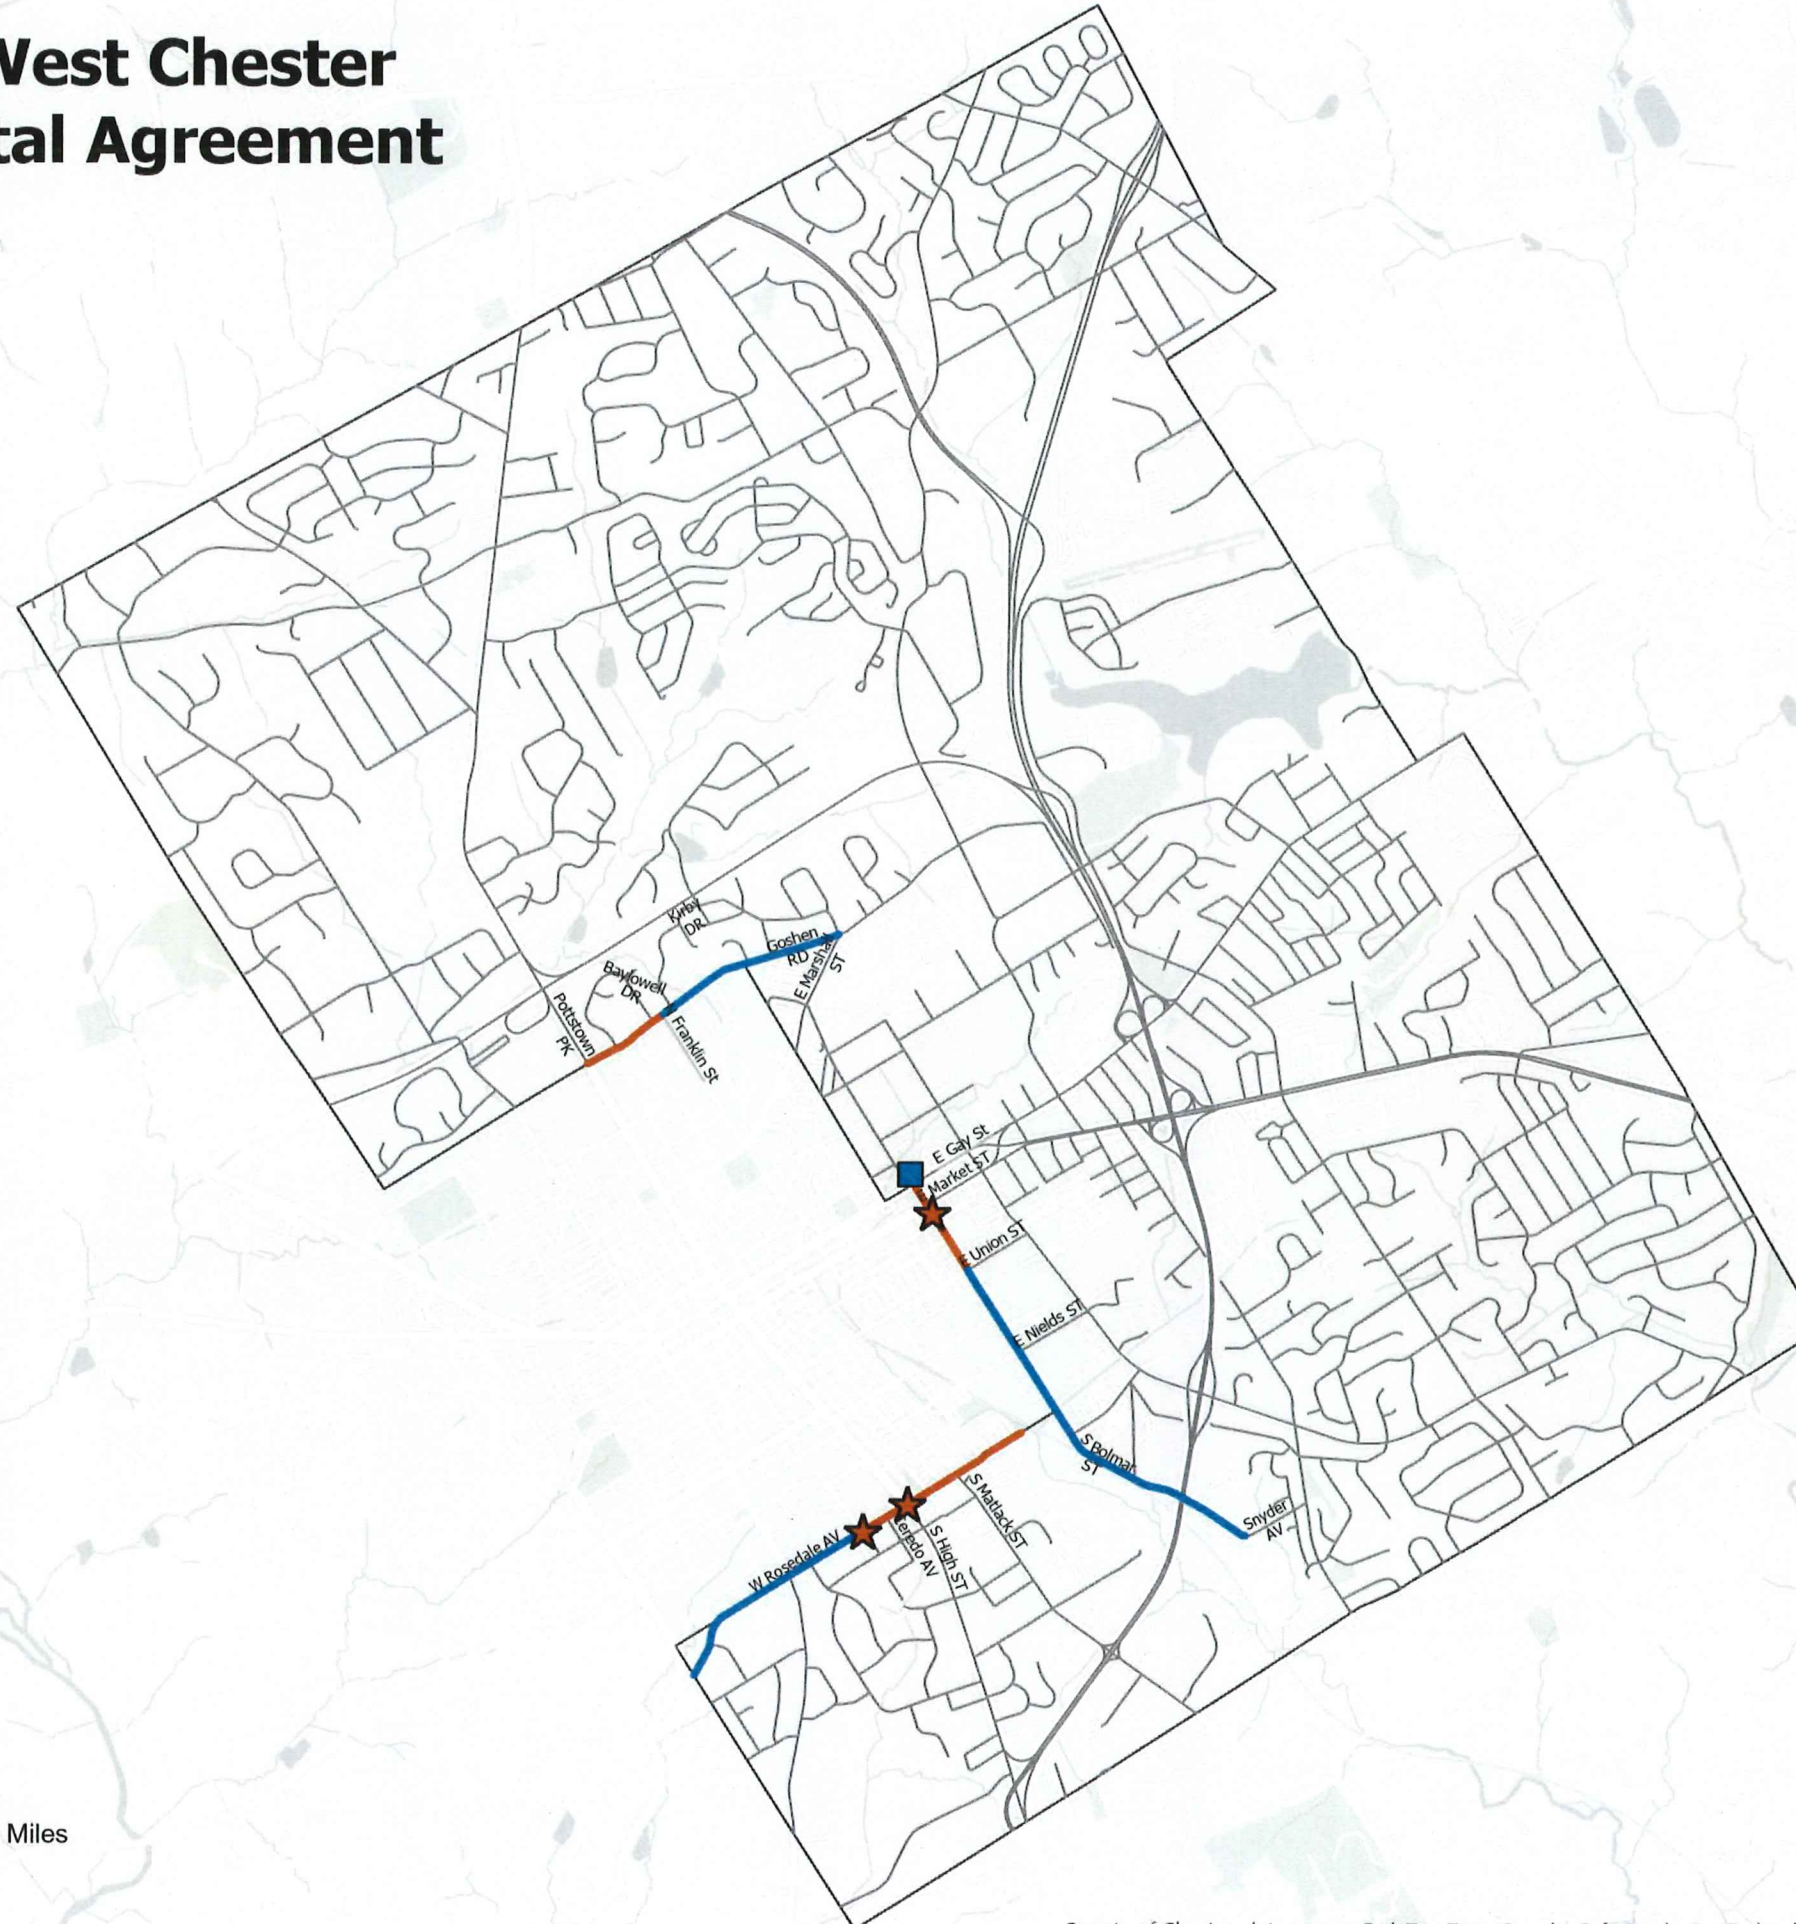 West Chester
tal Agreement
Kirby
DR
Goshen
RD
E Marshall
ST
Baylowell
DR
Pottstown
PK
Franklin St
E Gay St
Market ST
E Union ST
E Nields ST
S Bolmar
ST
Snyder
AV
S Matlack ST
S High ST
AV
W Rosedale AV
Miles